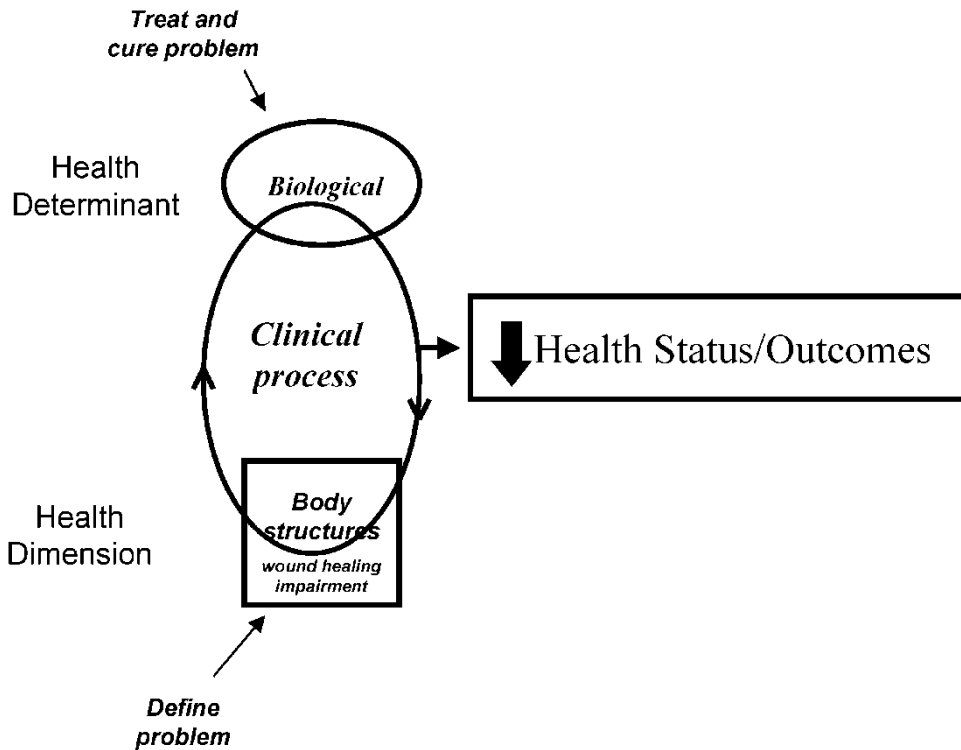 Treat and
cure problem
Health
Determinant
Biological
Clinical
process
Health Status/Outcomes
Health
Dimension
Body
structures
wound healing
impairment
Define
problem